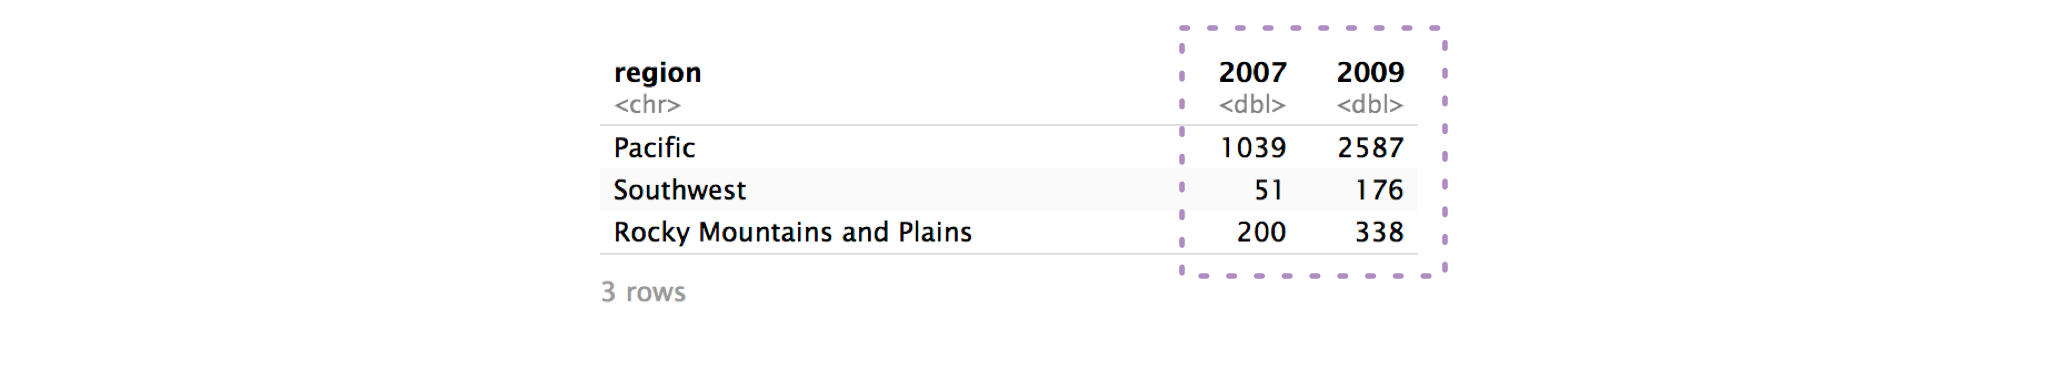 region 2007 2009
<chr> <dbl> <dbl>
Pacific 1039 2587
Southwest 51 176
Rocky Mountains and Plains 200 338
3 rows